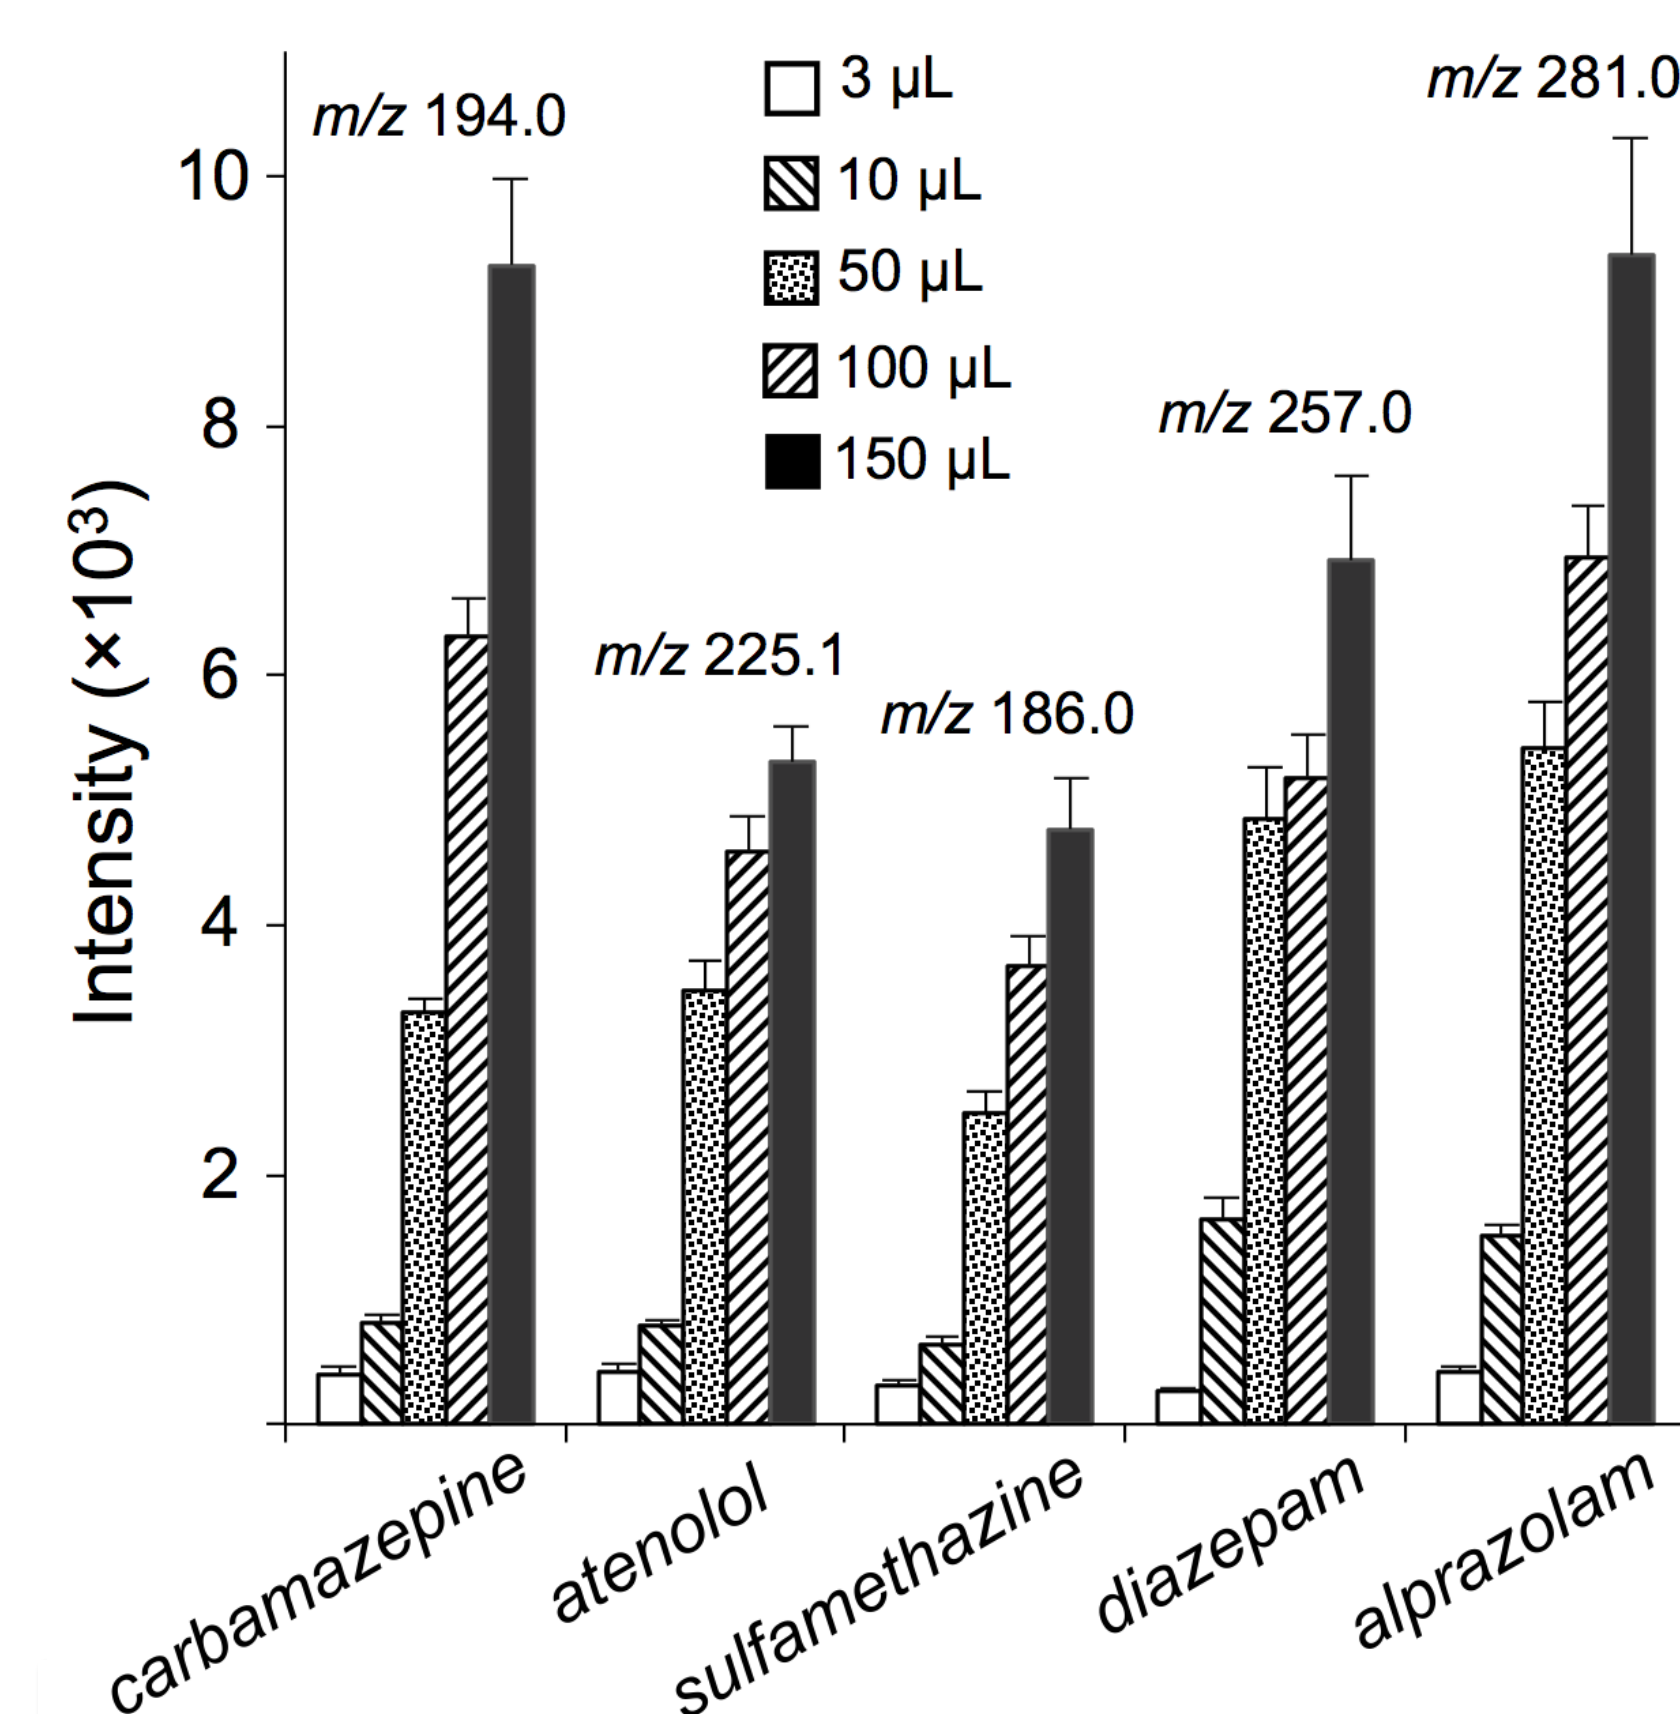 3 µL
m/z 281.0
m/z 194.0
10
10 µL
50 µL
100 µL
8
m/z 257.0
150 µL
Intensity (×10³)
6
m/z 225.1
m/z 186.0
4
2
carbamazepine
atenolol
sulfamethazine
diazepam
alprazolam